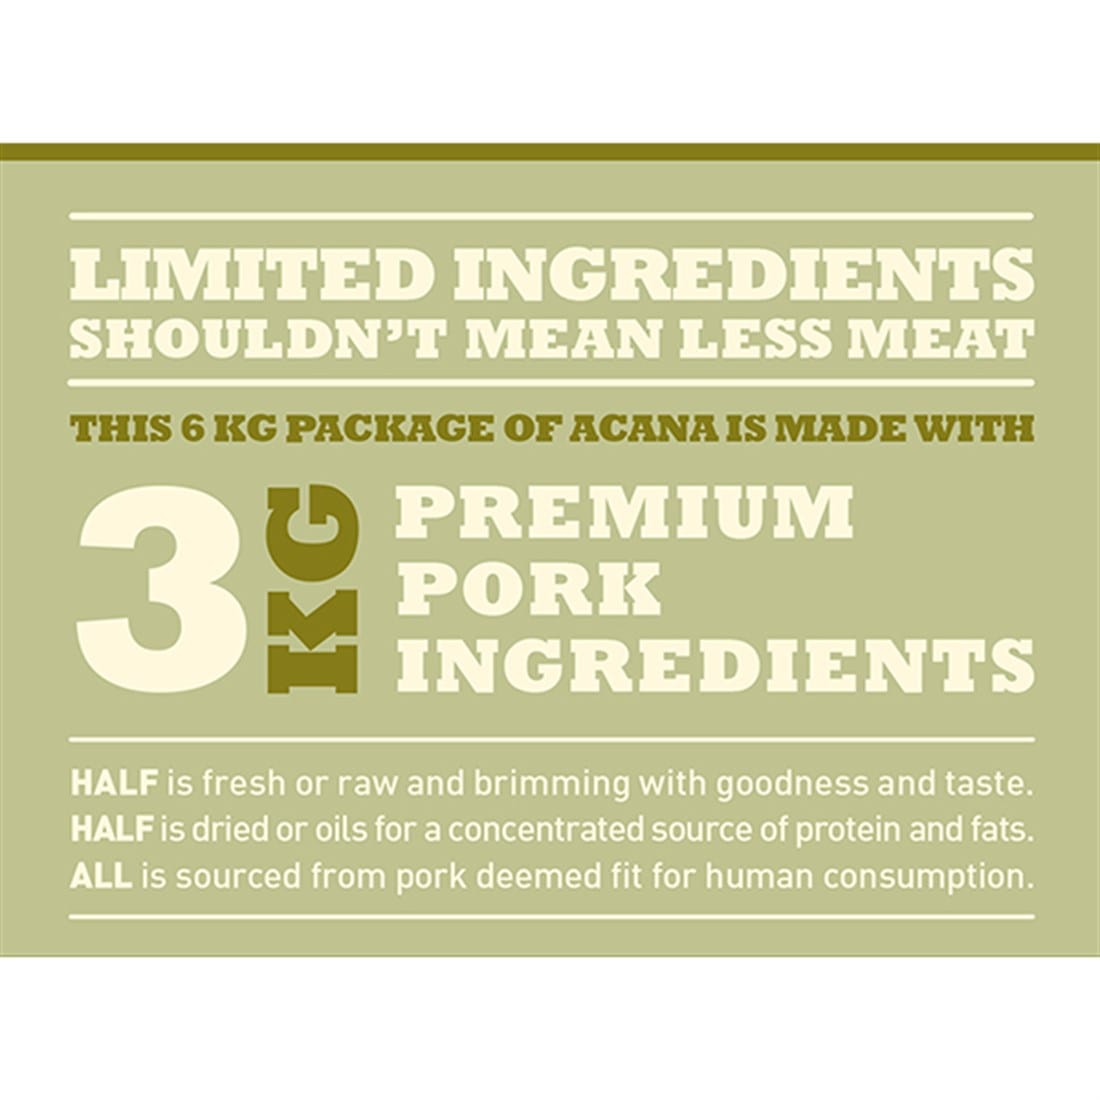 LIMITED INGREDIENTS
SHOULDN'T MEAN LESS MEAT
THIS 6 KG PACKAGE OF ACANA IS MADE WITH
3 KG
PREMIUM
PORK
INGREDIENTS
HALF is fresh or raw and brimming with goodness and taste.
HALF is dried or oils for a concentrated source of protein and fats.
ALL is sourced from pork deemed fit for human consumption.